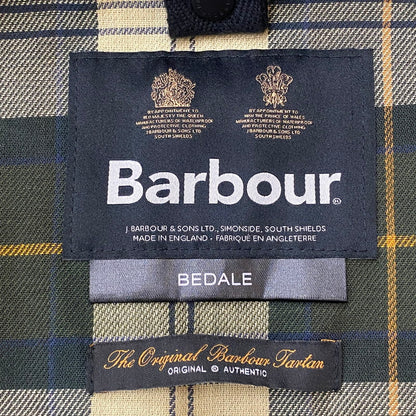 BY APPOINTMENT TO
HER MAJESTY THE QUEEN
MANUFACTURERS OF WATERPROOF
AND PROTECTIVE CLOTHING
J.BARBOUR & SONS LTD
SOUTH SHIELDS
BY APPOINTMENT TO
HRH THE PRINCE OF WALES
MANUFACTURERS OF WATERPROOF
AND PROTECTIVE CLOTHING
J.BARBOUR & SONS LTD
SOUTH SHIELDS
Barbour®
J. BARBOUR & SONS LTD., SIMONSIDE, SOUTH SHIELDS
MADE IN ENGLAND · FABRIQUÉ EN ANGLETERRE
BEDALE
The Original Barbour Tartan
ORIGINAL © AUTHENTIC